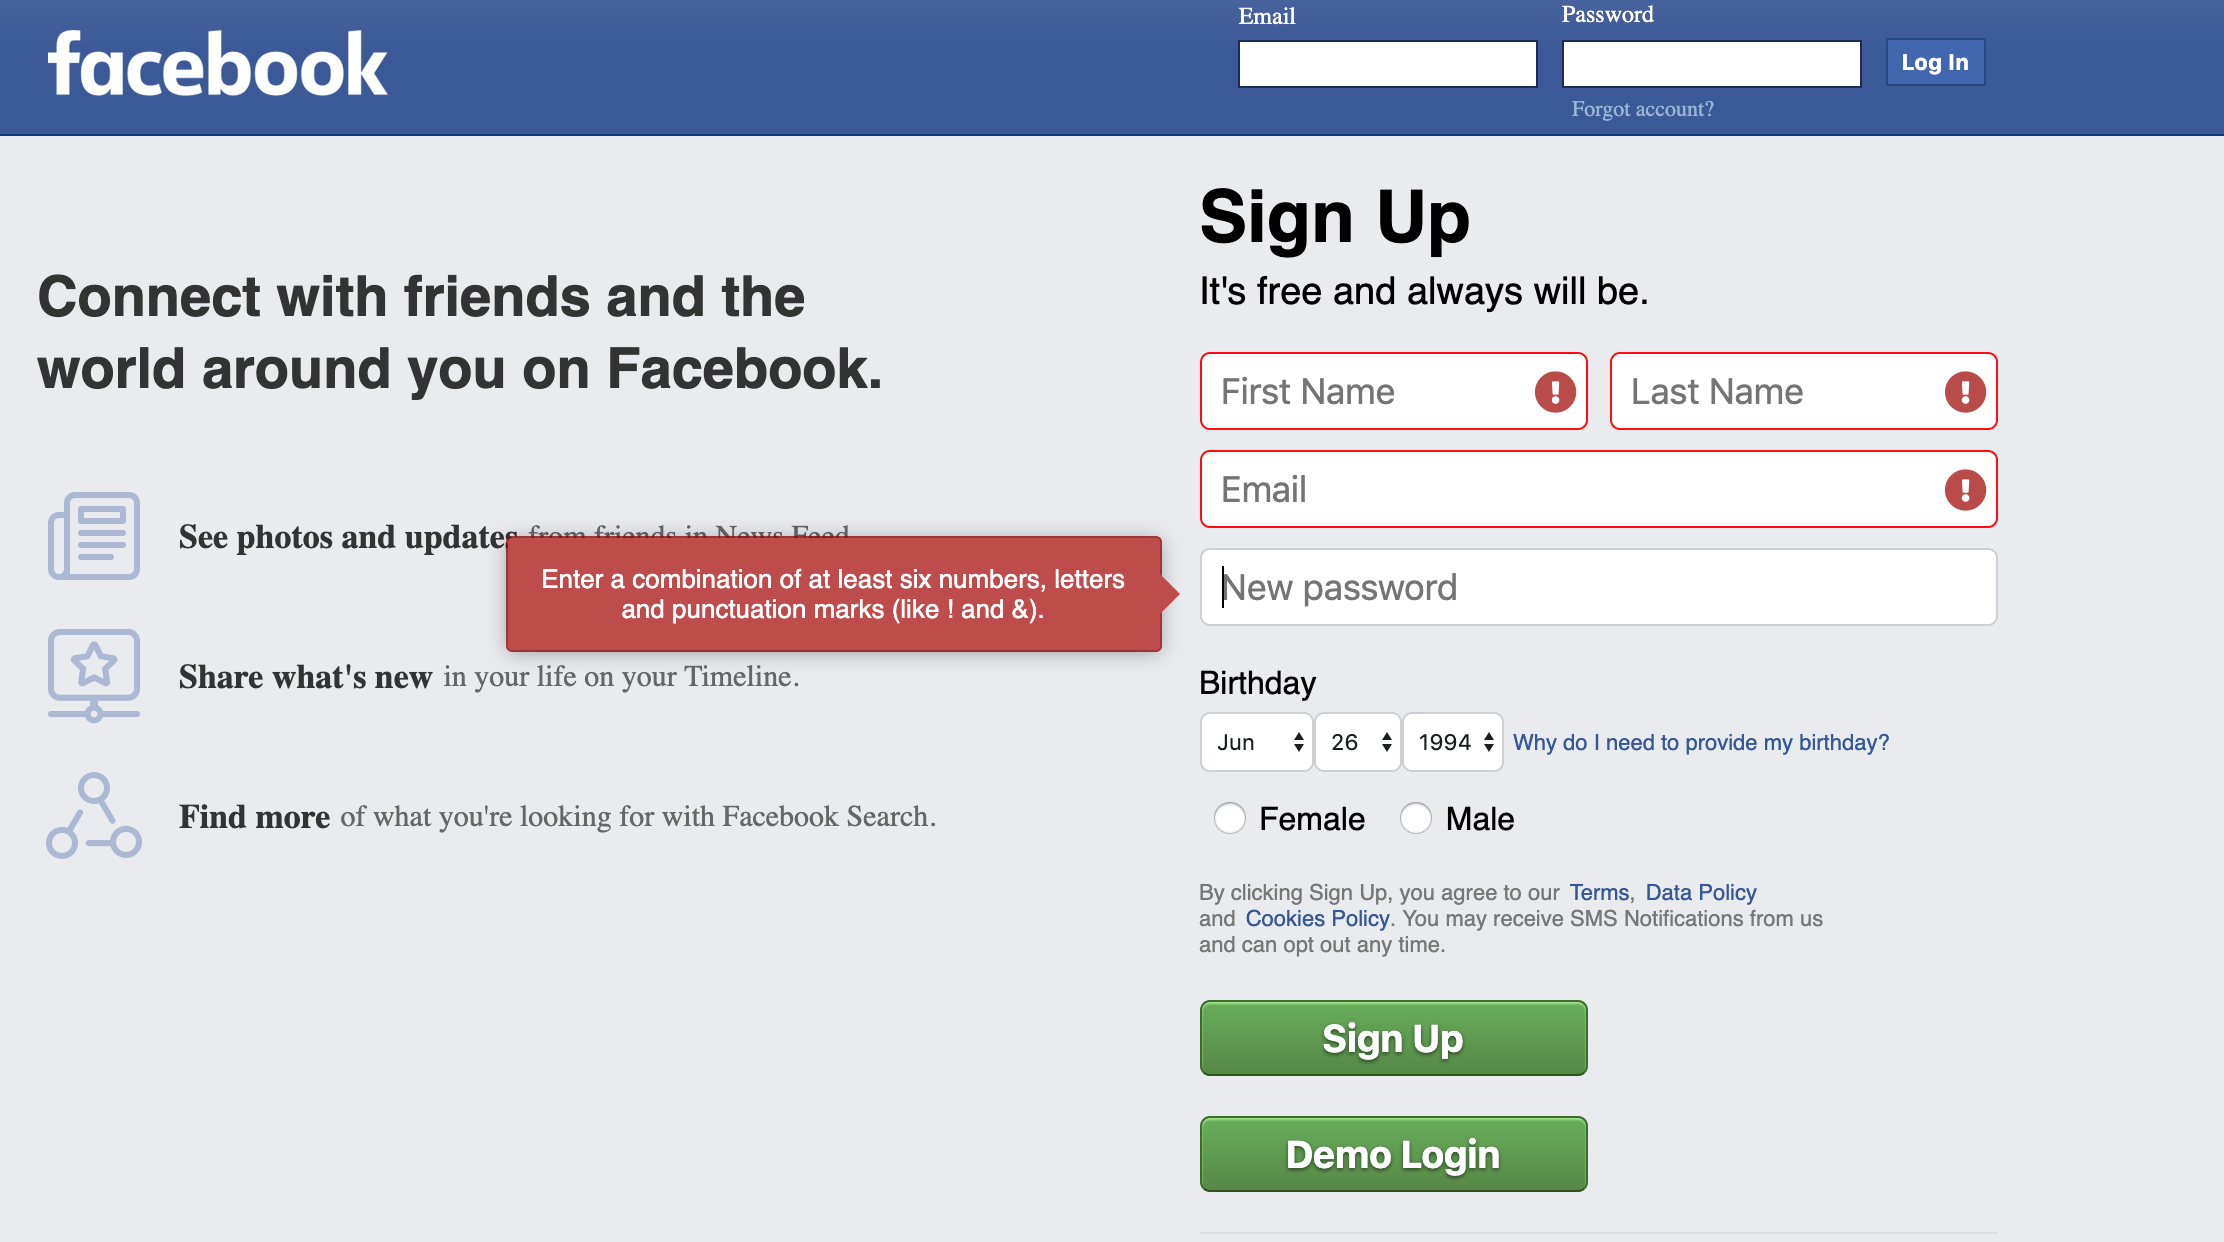 facebook
Email
Password
Log In
Forgot account?
Connect with friends and the
world around you on Facebook.
See photos and updates from friends in News Feed
Share what's new in your life on your Timeline.
Find more of what you're looking for with Facebook Search.
Enter a combination of at least six numbers, letters
and punctuation marks (like ! and &).
Sign Up
It's free and always will be.
First Name
Last Name
Email
New password
Birthday
Jun 26 1994 Why do I need to provide my birthday?
Female Male
By clicking Sign Up, you agree to our Terms, Data Policy
and Cookies Policy. You may receive SMS Notifications from us
and can opt out any time.
Sign Up
Demo Login